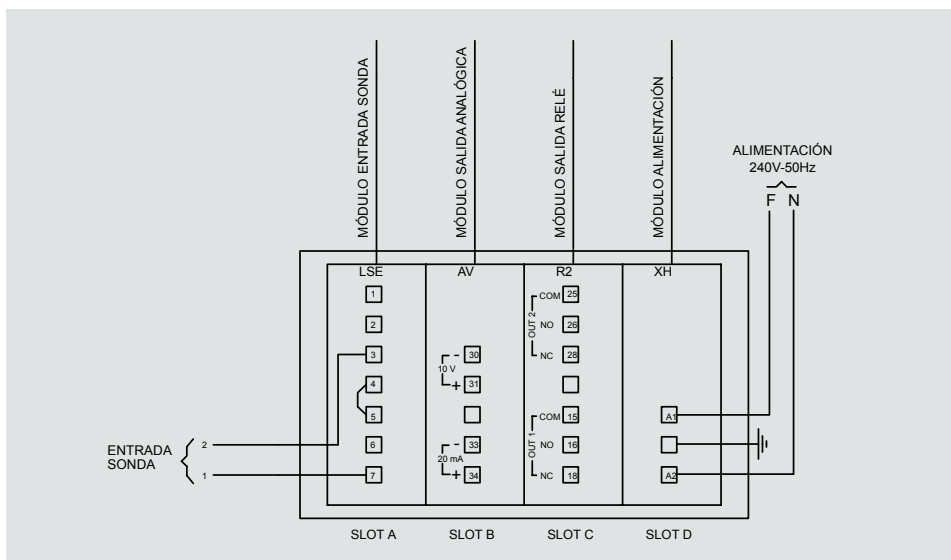 MÓDULO ENTRADA SONDA
MÓDULO SALIDA ANALÓGICA
MÓDULO SALIDA RELÉ
MÓDULO ALIMENTACIÓN
ALIMENTACIÓN
240V-50Hz
F N
LSE
1
2
3
4
5
6
7
AV
10 V
- 30
+ 31
20 mA
- 33
+ 34
R2
OUT 2
COM 25
NO 26
NC 28
OUT 1
COM 15
NO 16
NC 18
XH
A1
A2
ENTRADA
SONDA
2
1
SLOT A
SLOT B
SLOT C
SLOT D